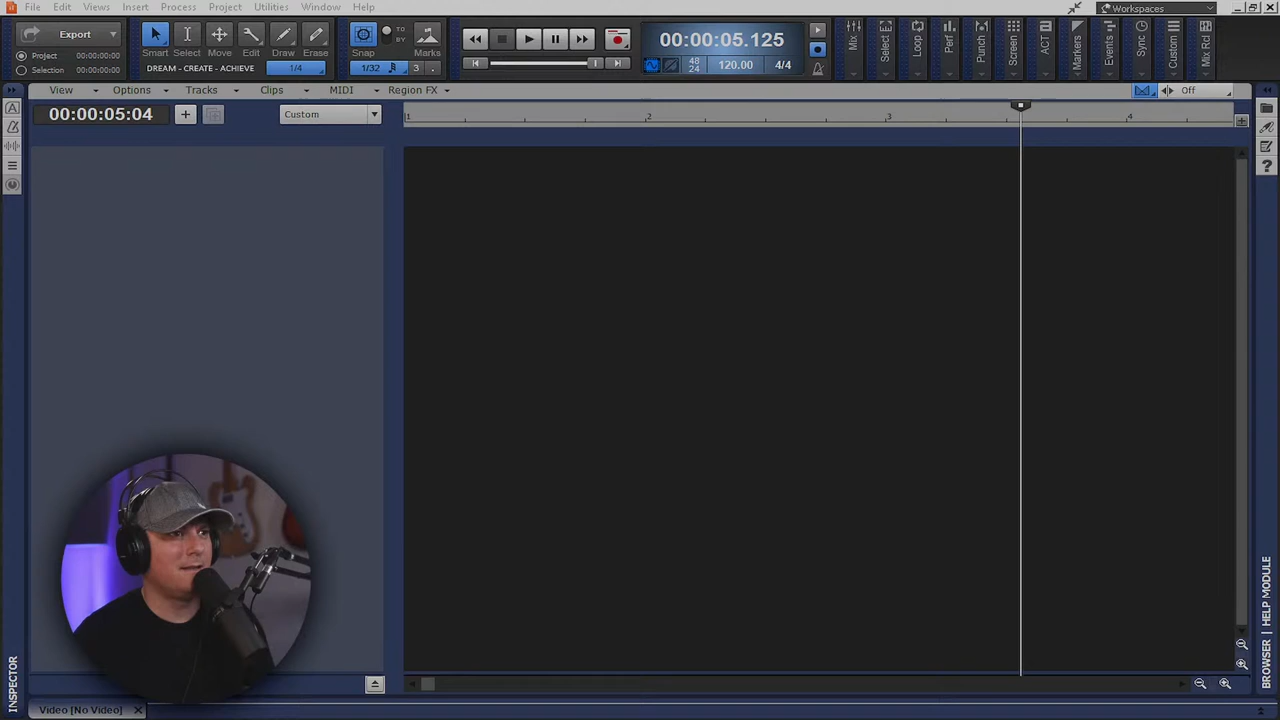 File Edit Views Insert Process Project Utilities Window Help
Workspaces
Export
Project 00:00:00:00
Selection 00:00:00:00
Smart Select Move Edit Draw Erase
DREAM - CREATE - ACHIEVE 1/4
Snap
TO
BY
Marks
1/32 3
00:00:05.125
48
24
120.00 4/4
Mix
Select
Loop
Perf
Punch
Screen
ACT
Markers
Events
Sync
Custom
Mix Rcl
View Options Tracks Clips MIDI Region FX
Off
00:00:05:04
Custom
1 2 3 4
INSPECTOR
BROWSER | HELP MODULE
Video [No Video]